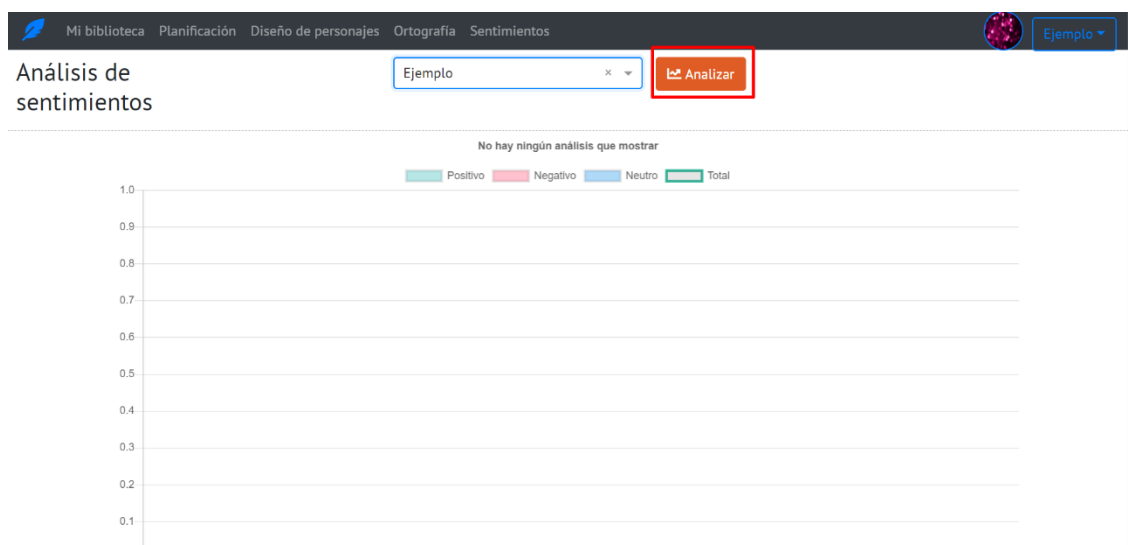 Mi biblioteca Planificación Diseño de personajes Ortografía Sentimientos Ejemplo
Análisis de
sentimientos
Ejemplo × Analizar
No hay ningún análisis que mostrar
Positivo Negativo Neutro Total
1.0
0.9
0.8
0.7
0.6
0.5
0.4
0.3
0.2
0.1